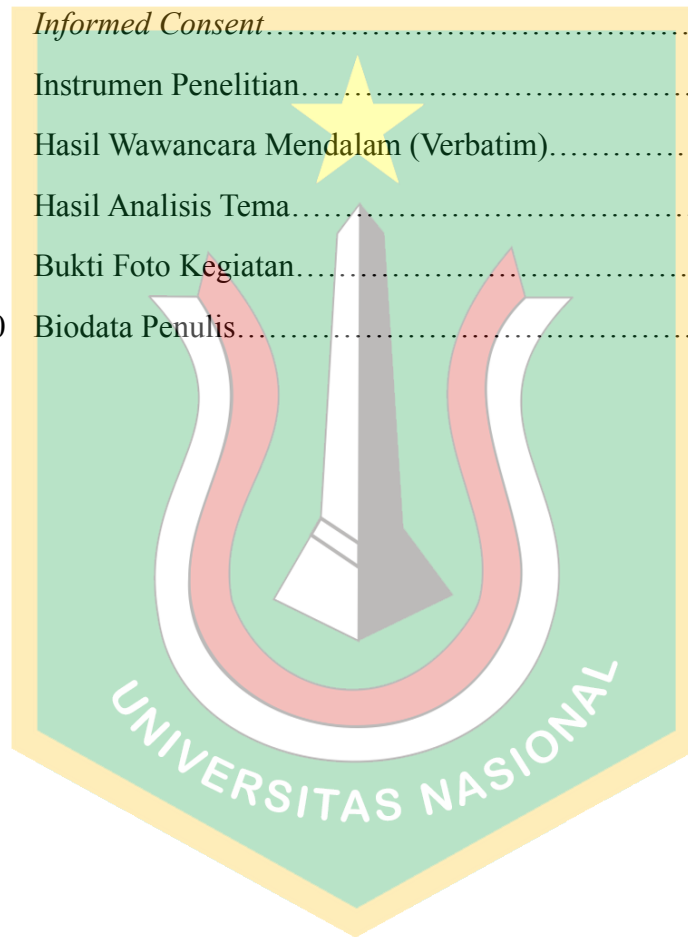 Informed Consent........................................
Instrumen Penelitian........................................
Hasil Wawancara Mendalam (Verbatim)..............
Hasil Analisis Tema........................................
Bukti Foto Kegiatan........................................
Biodata Penulis........................................
UNIVERSITAS NASIONAL